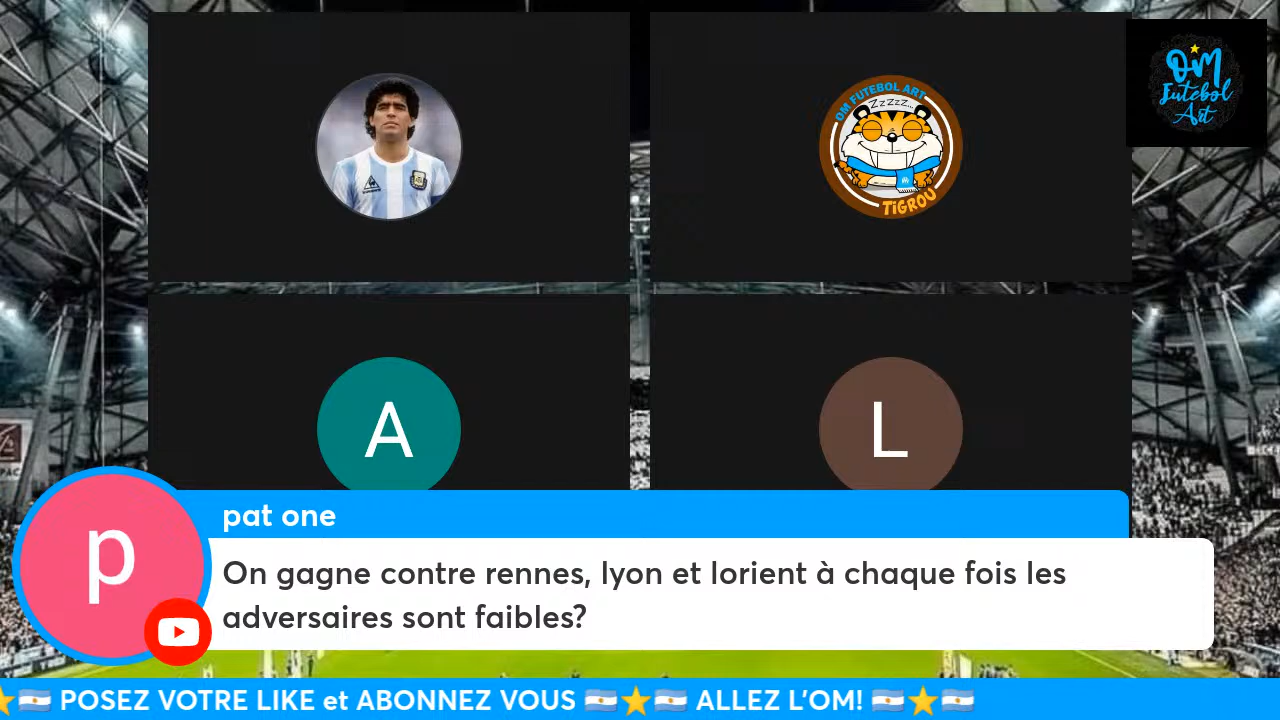 OM FUTEBOL ART
Z Z Z Z Z...
TiGROU
OM
Futebol
Art
A
L
p
pat one
On gagne contre rennes, lyon et lorient à chaque fois les
adversaires sont faibles?
⭐🇦🇷 POSEZ VOTRE LIKE et ABONNEZ VOUS 🇦🇷⭐🇦🇷 ALLEZ L'OM! 🇦🇷⭐🇦🇷